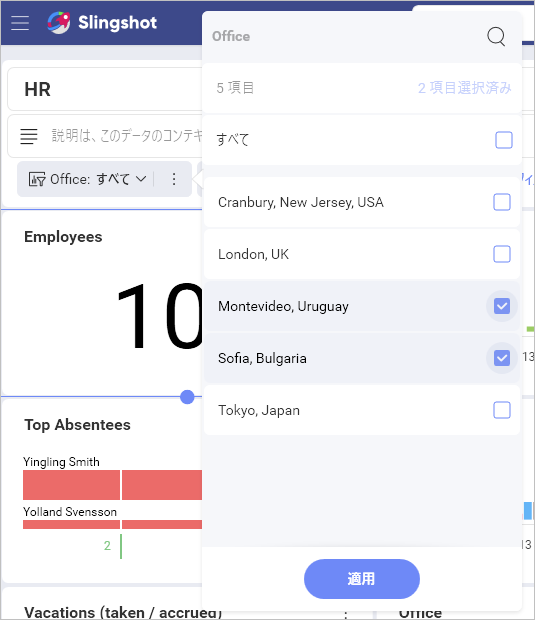 Slingshot
Office
HR
5 項目
2 項目選択済み
説明は、このデータのコンテキ
すべて
Office: すべて
Cranbury, New Jersey, USA
Employees
London, UK
10
Montevideo, Uruguay
Sofia, Bulgaria
13
Tokyo, Japan
Top Absentees
Yingling Smith
Yolland Svensson
2
13
適用
Vacations (taken / accrued)
Office